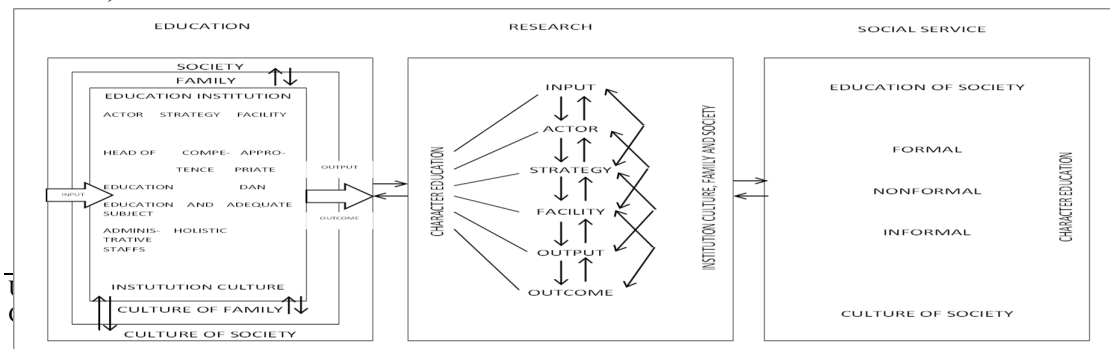 EDUCATION
SOCIETY
FAMILY
EDUCATION INSTITUTION
ACTOR STRATEGY FACILITY
HEAD OF COMPE- APPRO-
TENCE PRIATE
EDUCATION DAN
EDUCATION AND ADEQUATE
SUBJECT
ADMINIS- HOLISTIC
TRATIVE
STAFFS
INPUT
OUTPUT
OUTCOME
INSTUTUTION CULTURE
CULTURE OF FAMILY
CULTURE OF SOCIETY
RESEARCH
CHARACTER EDUCATION
INPUT
ACTOR
STRATEGY
FACILITY
OUTPUT
OUTCOME
INSTITUTION CULTURE, FAMILY AND SOCIETY
SOCIAL SERVICE
EDUCATION OF SOCIETY
FORMAL
NONFORMAL
INFORMAL
CULTURE OF SOCIETY
CHARACTER EDUCATION